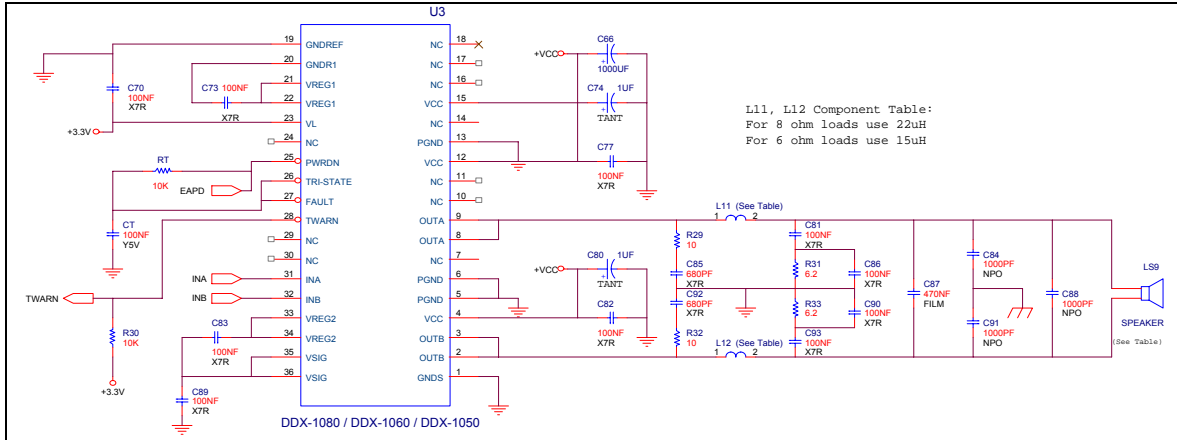 U3
19 GNDREF
20 GNDR1
21 VREG1
22 VREG1
23 VL
24 NC
25 PWRDN
26 TRI-STATE
27 FAULT
28 TWARN
29 NC
30 NC
31 INA
32 INB
33 VREG2
34 VREG2
35 VSIG
36 VSIG
NC 18
NC 17
NC 16
VCC 15
NC 14
PGND 13
VCC 12
NC 11
NC 10
OUTA 9
OUTA 8
NC 7
PGND 6
PGND 5
VCC 4
OUTB 3
OUTB 2
GNDS 1
DDX-1080 / DDX-1060 / DDX-1050
C70
100NF
X7R
C73 100NF
X7R
+3.3V
RT
10K
EAPD
CT
100NF
Y5V
INA
INB
TWARN
R30
10K
+3.3V
C83
100NF
X7R
C89
100NF
X7R
+VCC
C66
+
1000UF
C74 1UF
+
TANT
C77
100NF
X7R
L11, L12 Component Table:
For 8 ohm loads use 22uH
For 6 ohm loads use 15uH
+VCC
C80 1UF
+
TANT
C82
100NF
X7R
L11 (See Table)
1 2
R29
10
C85
680PF
X7R
C92
680PF
X7R
R32
10
L12 (See Table)
1 2
C81
100NF
X7R
R31
6.2
C86
100NF
X7R
R33
6.2
C90
100NF
X7R
C93
100NF
X7R
C87
470NF
FILM
C84
1000PF
NPO
C91
1000PF
NPO
C88
1000PF
NPO
LS9
SPEAKER
(See Table)